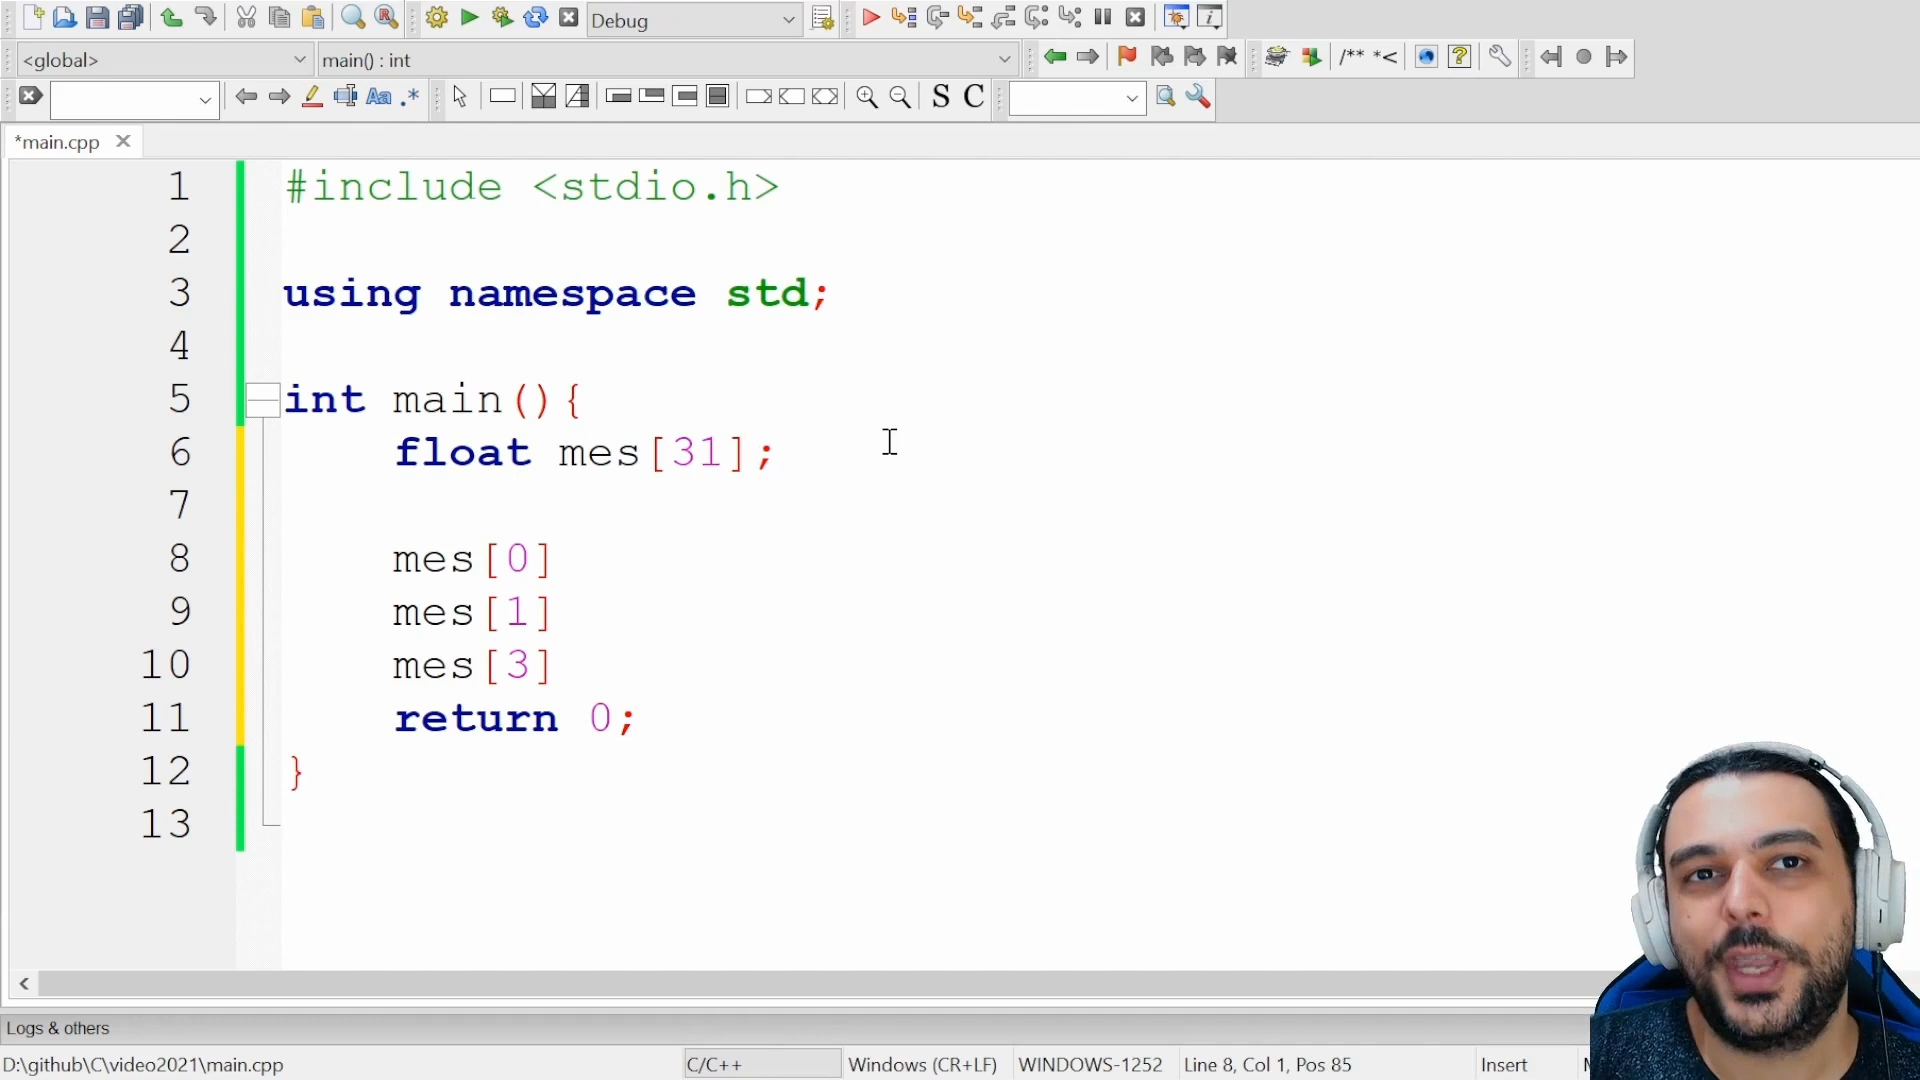 Debug
<global>
main() : int
/** *<
Aa .*
S C
*main.cpp
1 #include <stdio.h>
2
3 using namespace std;
4
5 int main(){
6 float mes[31];
7
8 mes[0]
9 mes[1]
10 mes[3]
11 return 0;
12 }
13
Logs & others
D:\github\C\video2021\main.cpp
C/C++
Windows (CR+LF)
WINDOWS-1252
Line 8, Col 1, Pos 85
Insert